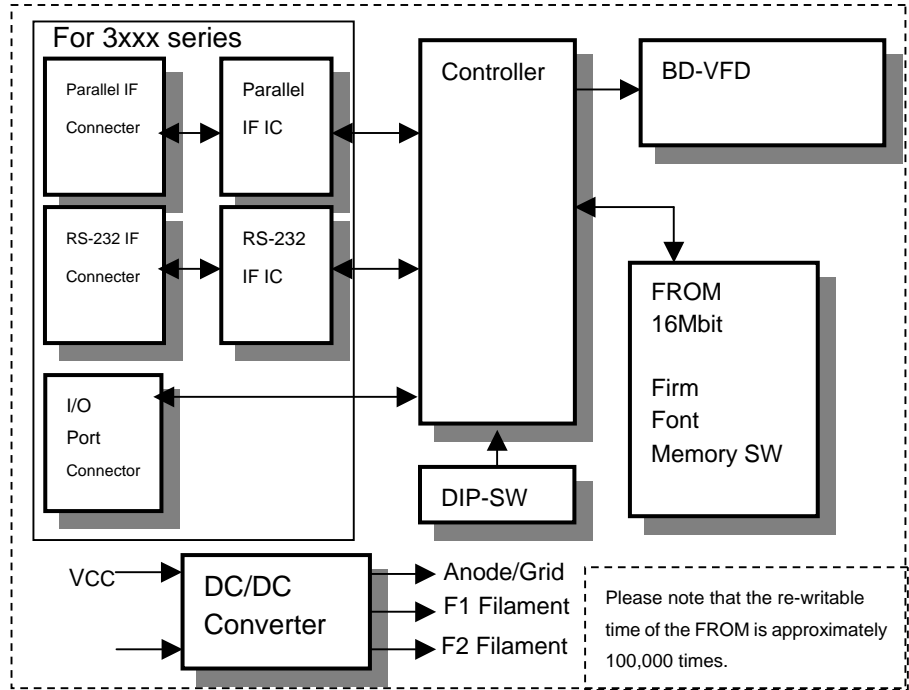 For 3xxx series
Parallel IF
Connecter
Parallel
IF IC
Controller
BD-VFD
RS-232 IF
Connecter
RS-232
IF IC
FROM
16Mbit
Firm
Font
Memory SW
I/O
Port
Connector
DIP-SW
VCC
DC/DC
Converter
Anode/Grid
F1 Filament
F2 Filament
Please note that the re-writable
time of the FROM is approximately
100,000 times.